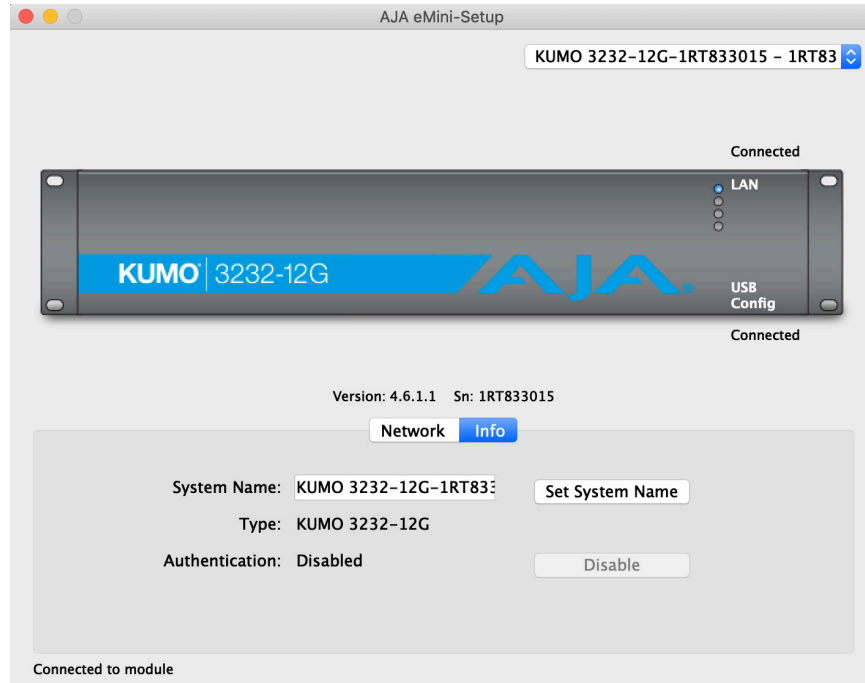 AJA eMini-Setup
KUMO 3232-12G-1RT833015 - 1RT83
Connected
LAN
KUMO 3232-12G AJA
USB
Config
Connected
Version: 4.6.1.1 Sn: 1RT833015
Network Info
System Name: KUMO 3232-12G-1RT833 Set System Name
Type: KUMO 3232-12G
Authentication: Disabled Disable
Connected to module